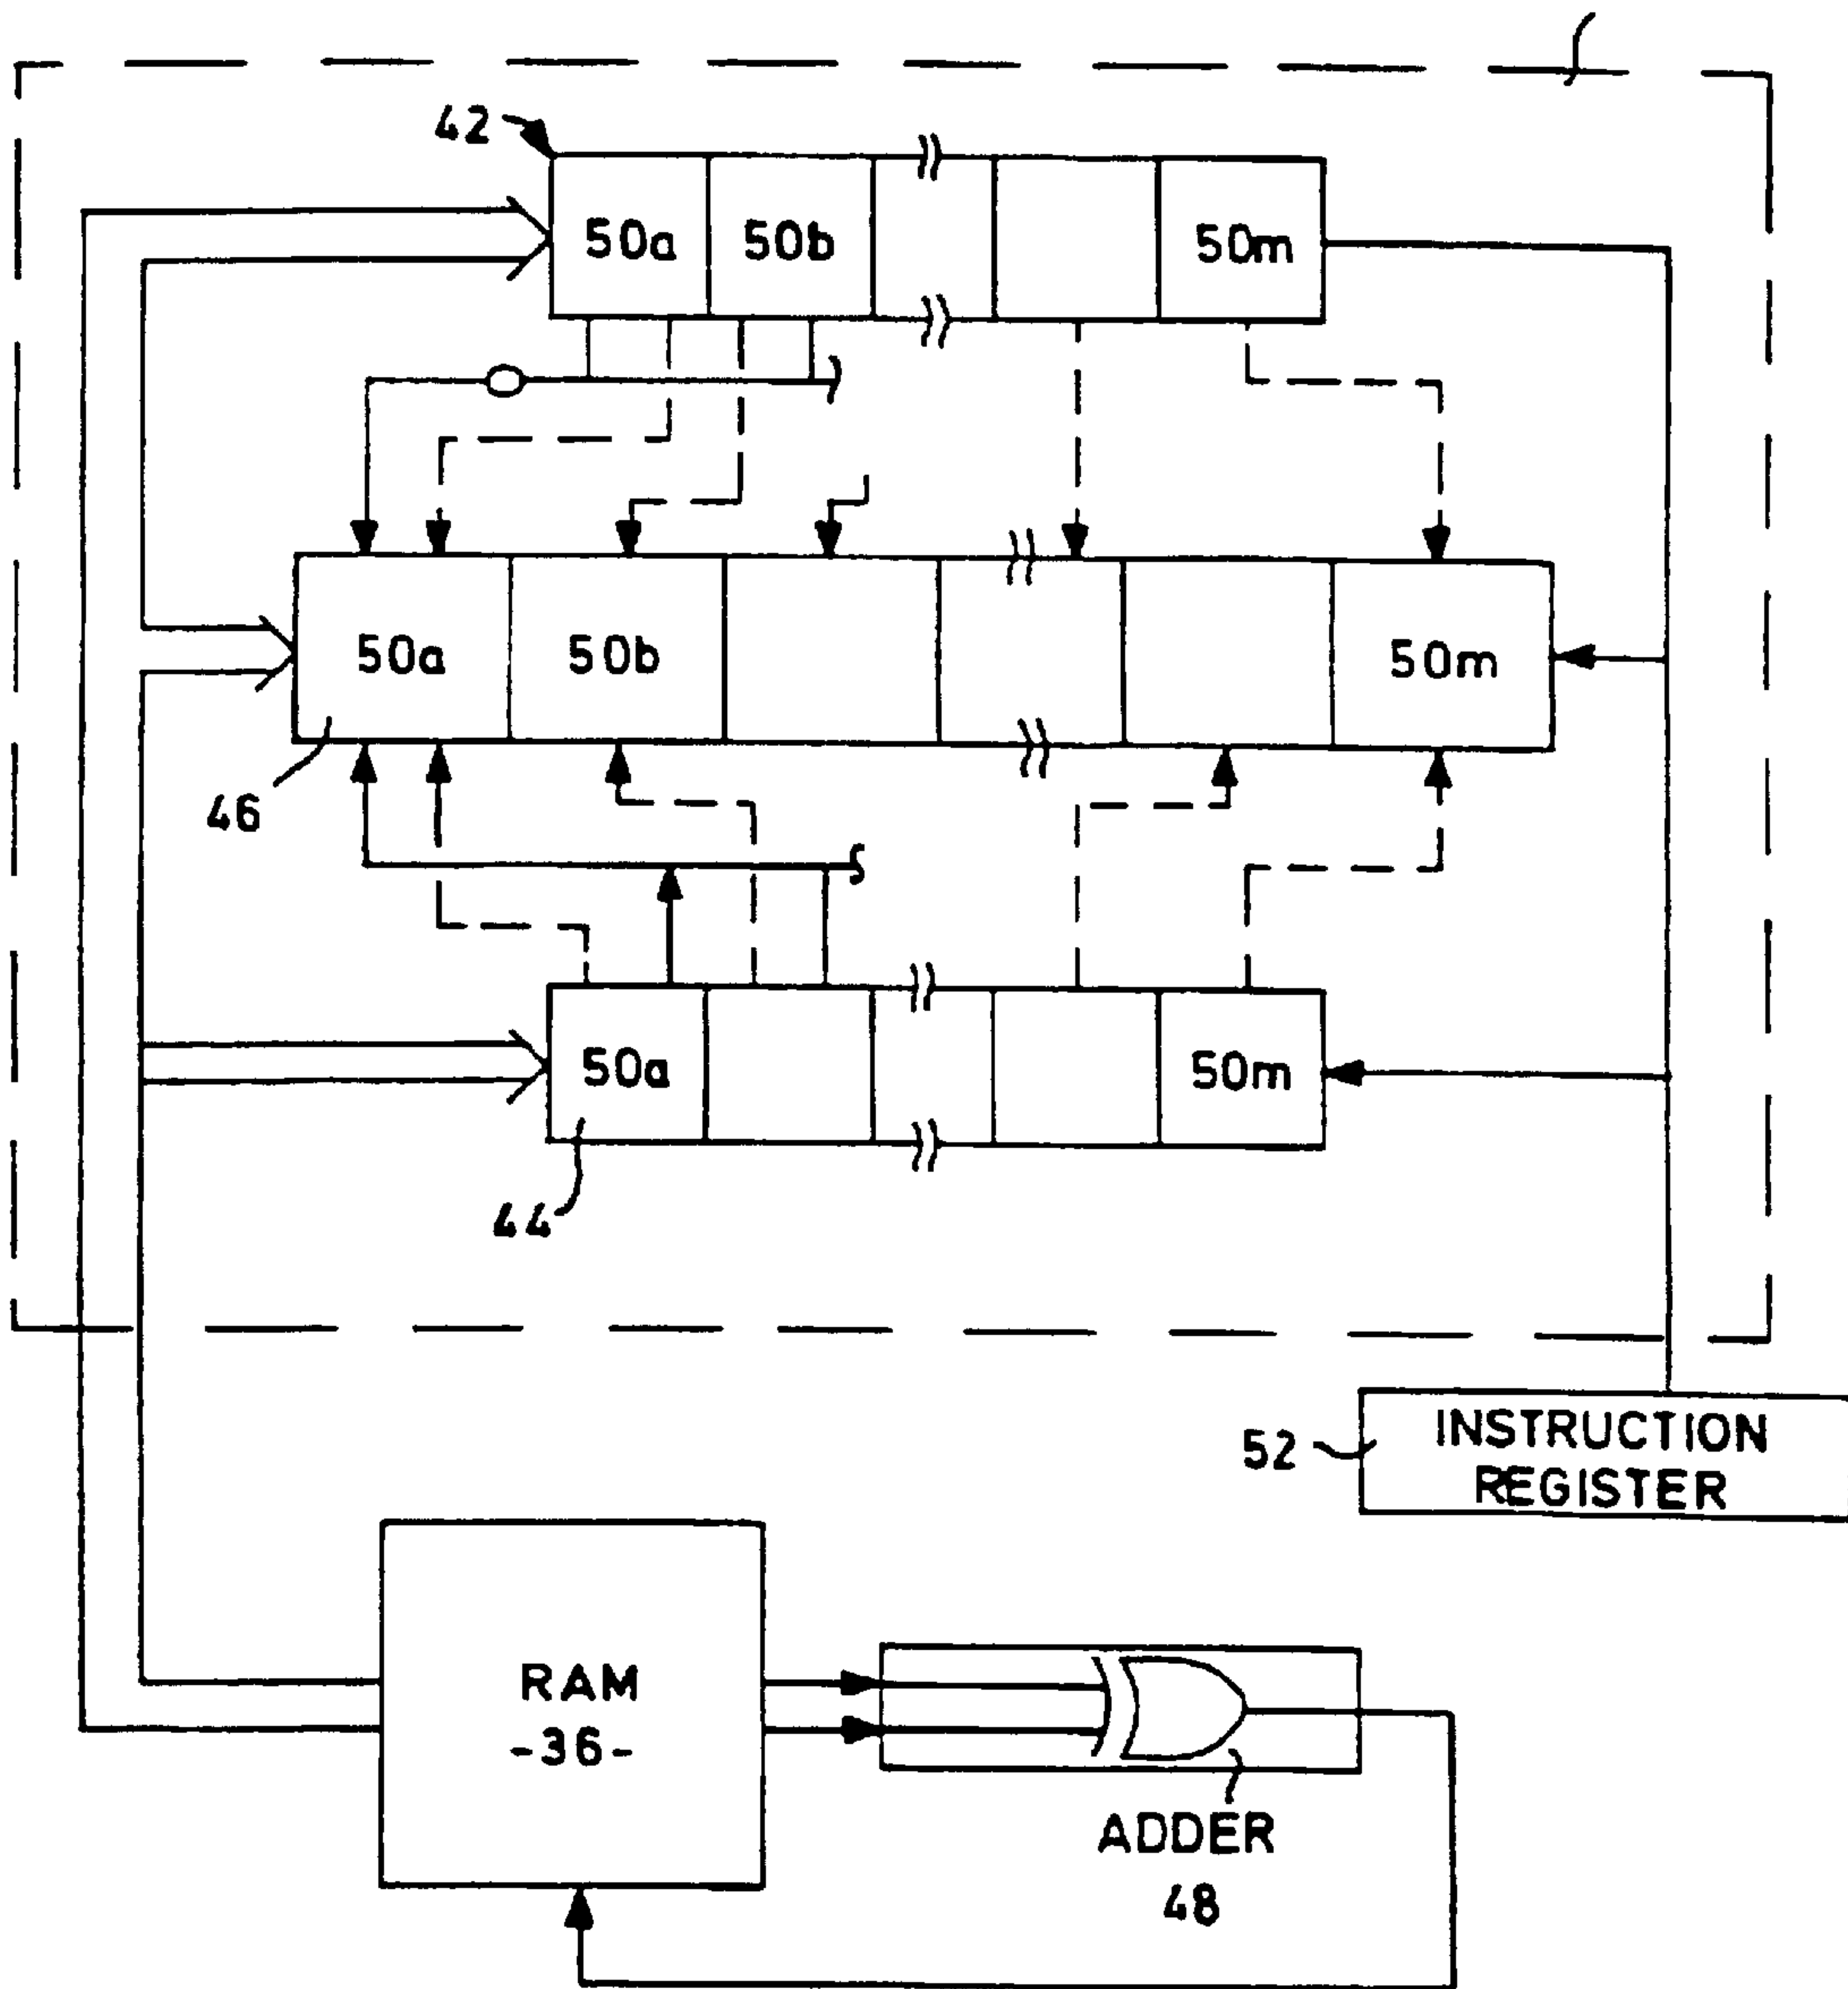 42
50a 50b 50m
50a 50b 50m
46
50a 50m
44
52
INSTRUCTION
REGISTER
RAM
-36-
ADDER
48